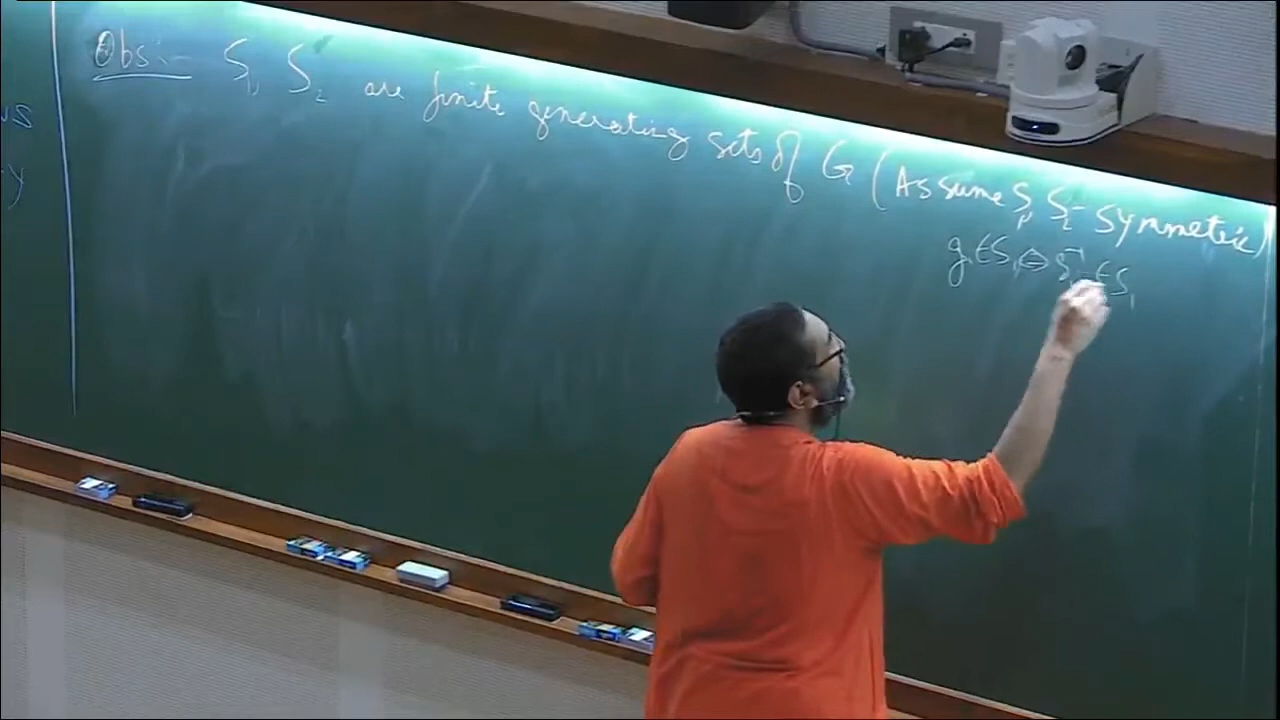 Obs:- S₁, S₂ are finite generating sets of G (Assume S₁, S₂ - symmetric)
g ∈ S₁ ⇔ g⁻¹ ∈ S₁